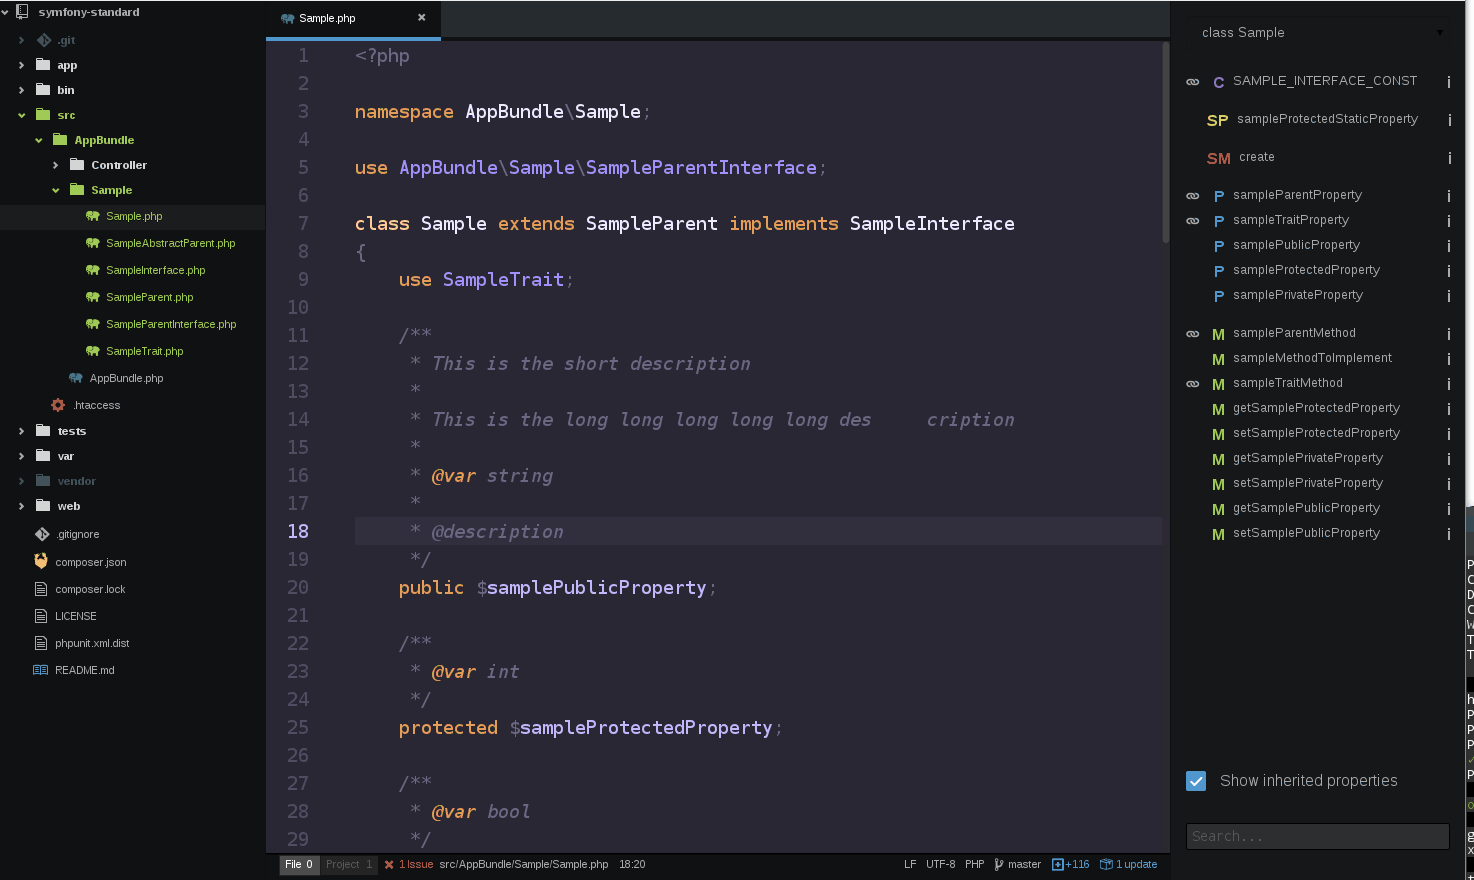 symfony-standard
.git
app
bin
src
AppBundle
Controller
Sample
Sample.php
SampleAbstractParent.php
SampleInterface.php
SampleParent.php
SampleParentInterface.php
SampleTrait.php
AppBundle.php
.htaccess
tests
var
vendor
web
.gitignore
composer.json
composer.lock
LICENSE
phpunit.xml.dist
README.md
Sample.php ×
1 <?php
2
3 namespace AppBundle\Sample;
4
5 use AppBundle\Sample\SampleParentInterface;
6
7 class Sample extends SampleParent implements SampleInterface
8 {
9     use SampleTrait;
10
11     /**
12      * This is the short description
13      *
14      * This is the long long long long long des     cription
15      *
16      * @var string
17      *
18      * @description
19      */
20     public $samplePublicProperty;
21
22     /**
23      * @var int
24      */
25     protected $sampleProtectedProperty;
26
27     /**
28      * @var bool
29      */
File 0 Project 1 1 Issue src/AppBundle/Sample/Sample.php 18:20 LF UTF-8 PHP master +116 1 update
class Sample
C SAMPLE_INTERFACE_CONST i
SP sampleProtectedStaticProperty i
SM create i
P sampleParentProperty i
P sampleTraitProperty i
P samplePublicProperty i
P sampleProtectedProperty i
P samplePrivateProperty i
M sampleParentMethod i
M sampleMethodToImplement i
M sampleTraitMethod i
M getSampleProtectedProperty i
M setSampleProtectedProperty i
M getSamplePrivateProperty i
M setSamplePrivateProperty i
M getSamplePublicProperty i
M setSamplePublicProperty i
Show inherited properties
Search...